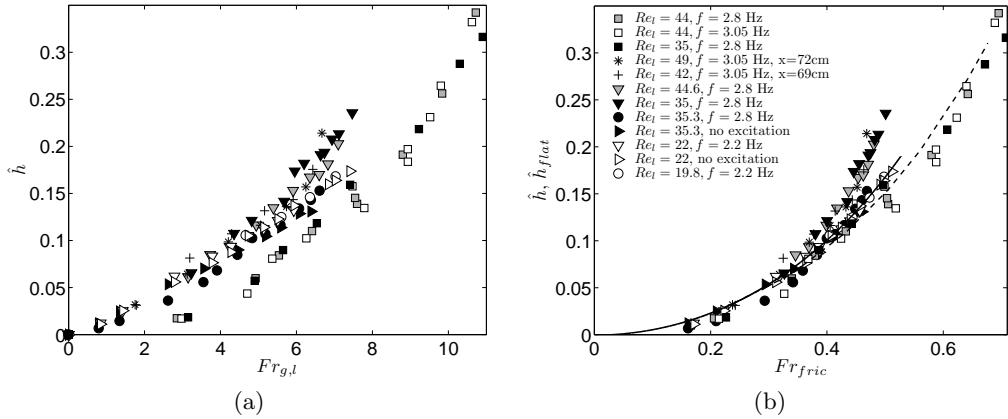 0.3
0.25
0.2
0.15
0.1
0.05
0
ĥ
0 2 4 6 8 10
Fr_{g,l}
(a)
0.3
0.25
0.2
0.15
0.1
0.05
0
ĥ, ĥ_{flat}
Re_l = 44, f = 2.8 Hz
Re_l = 44, f = 3.05 Hz
Re_l = 35, f = 2.8 Hz
Re_l = 49, f = 3.05 Hz, x=72cm
Re_l = 42, f = 3.05 Hz, x=69cm
Re_l = 44.6, f = 2.8 Hz
Re_l = 35, f = 2.8 Hz
Re_l = 35.3, f = 2.8 Hz
Re_l = 35.3, no excitation
Re_l = 22, f = 2.2 Hz
Re_l = 22, no excitation
Re_l = 19.8, f = 2.2 Hz
0 0.2 0.4 0.6
Fr_{fric}
(b)